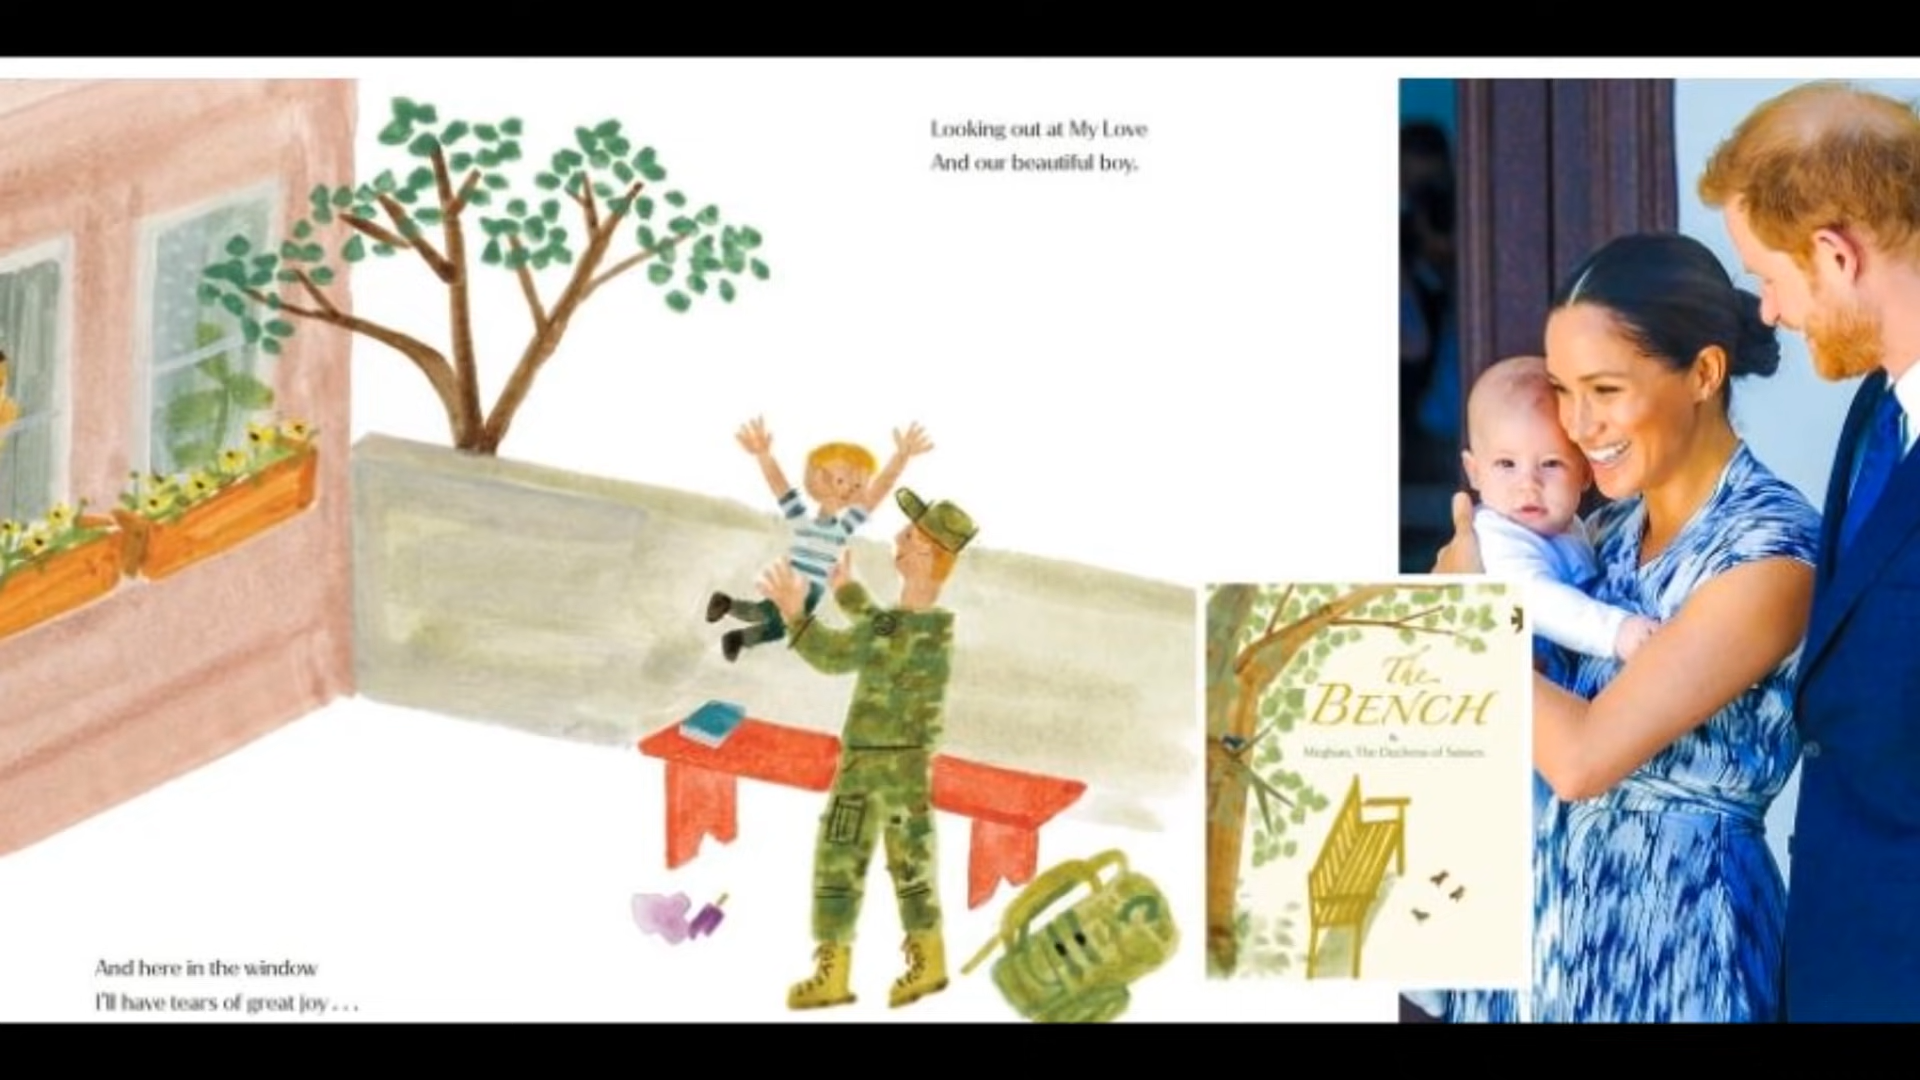 Looking out at My Love
And our beautiful boy.
And here in the window
I'll have tears of great joy . . .
The
BENCH
Meghan, The Duchess of Sussex